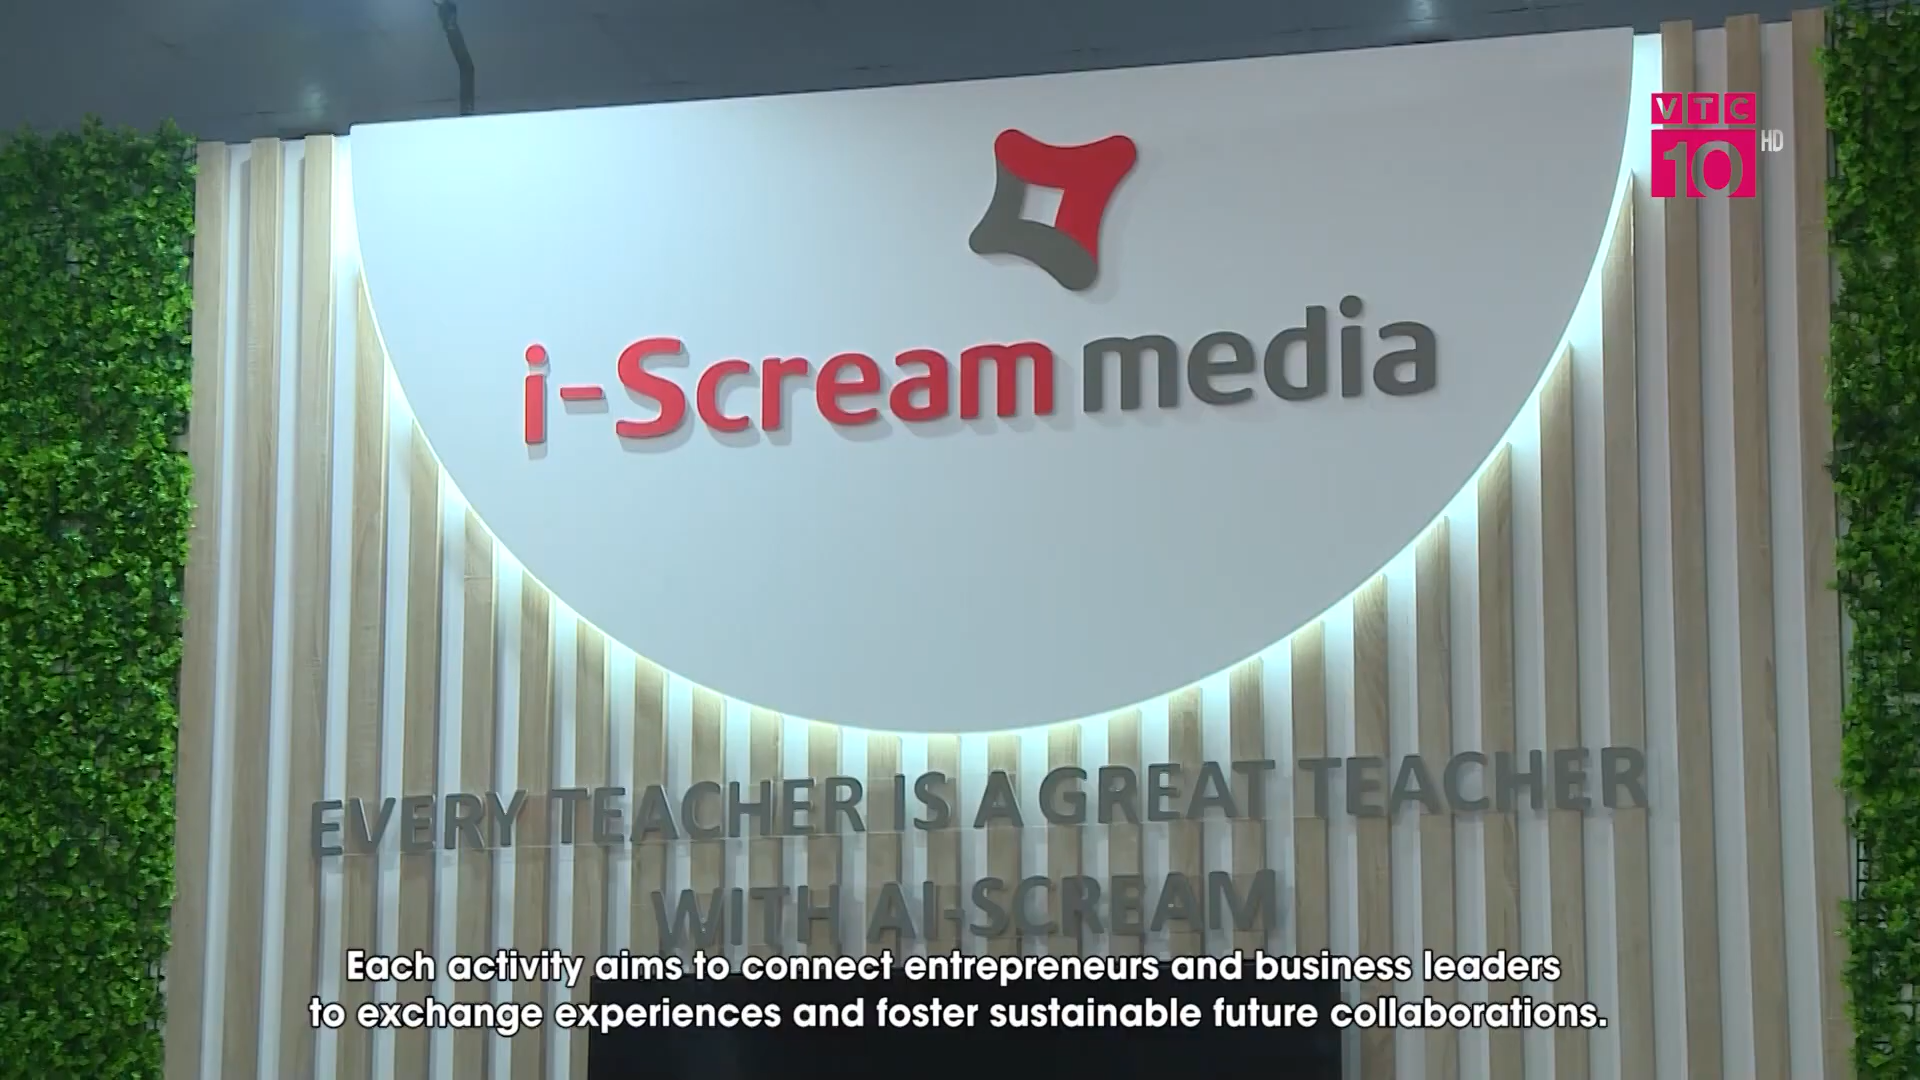 VTC
10 HD
i-Scream media
EVERY TEACHER IS A GREAT TEACHER
WITH AI-SCREAM
Each activity aims to connect entrepreneurs and business leaders
to exchange experiences and foster sustainable future collaborations.